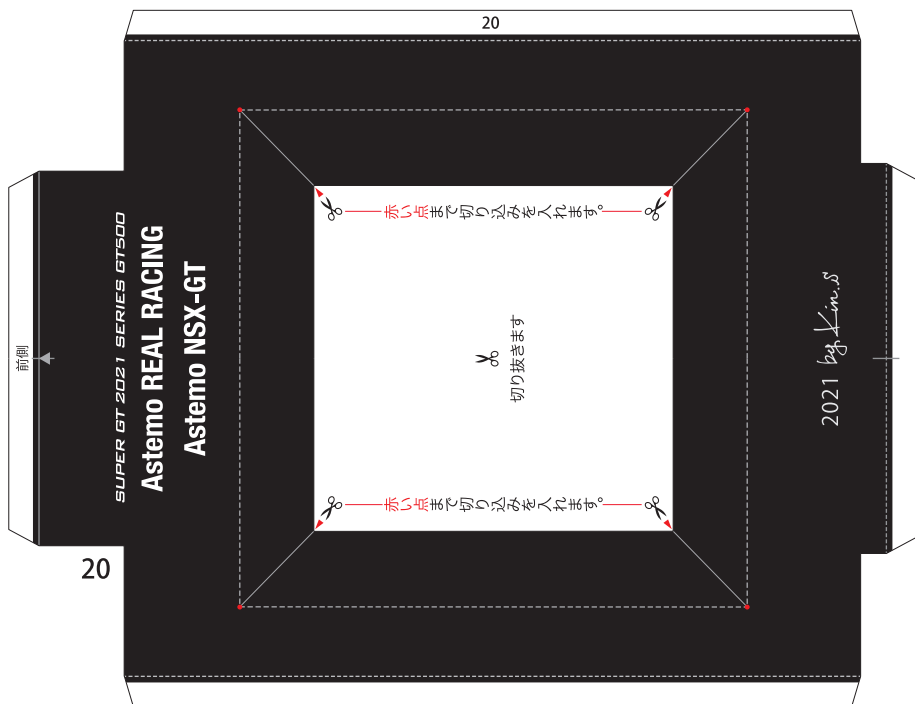 20
前側
SUPER GT 2021 SERIES GT500
Astemo REAL RACING
Astemo NSX-GT
20
赤い点まで切り込みを入れます。
切り抜きます
赤い点まで切り込みを入れます。
2021 by Kin.s